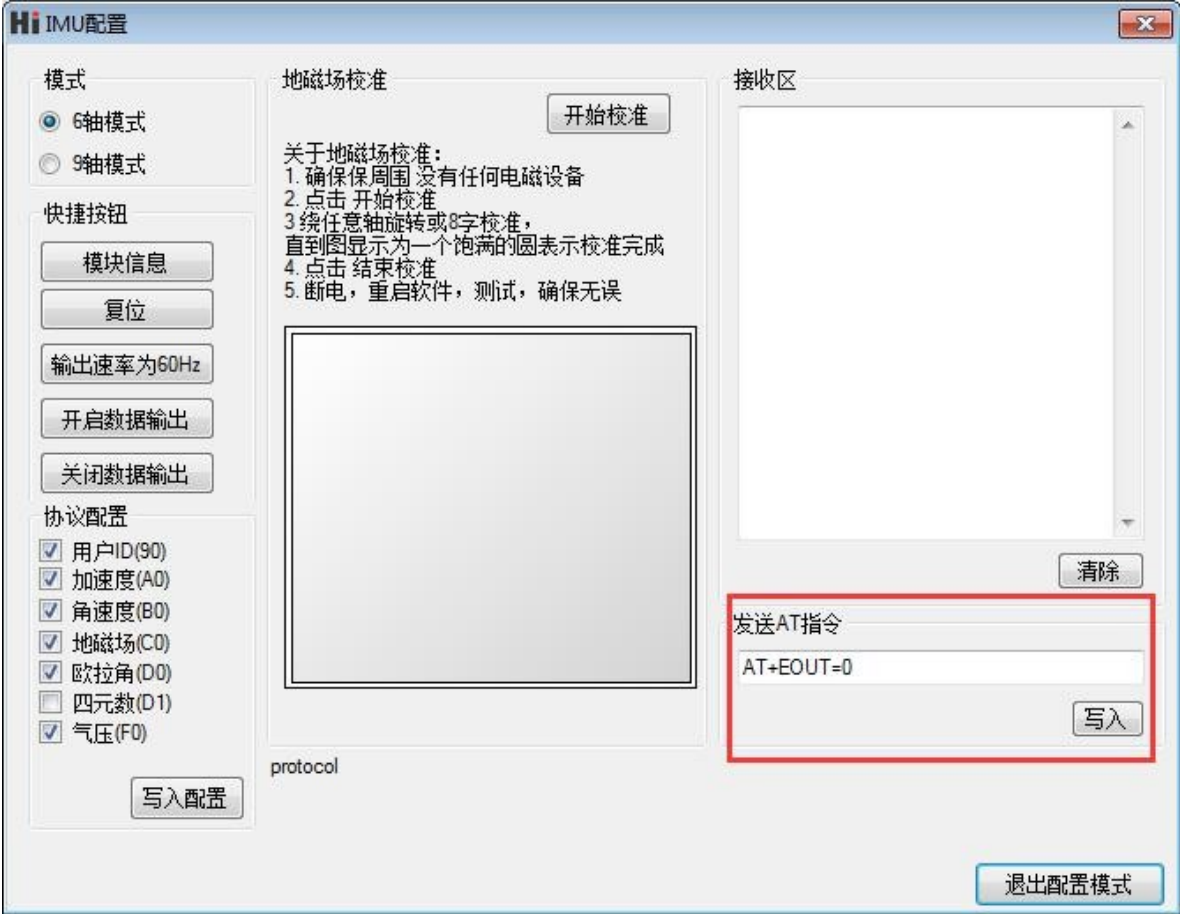 Hi IMU配置
模式
6轴模式
9轴模式
快捷按钮
模块信息
复位
输出速率为60Hz
开启数据输出
关闭数据输出
协议配置
用户ID(90)
加速度(A0)
角速度(B0)
地磁场(C0)
欧拉角(D0)
四元数(D1)
气压(F0)
写入配置
地磁场校准
开始校准
关于地磁场校准：
1. 确保保周围 没有任何电磁设备
2. 点击 开始校准
3 绕任意轴旋转或8字校准，
直到图显示为一个饱满的圆表示校准完成
4. 点击 结束校准
5. 断电，重启软件，测试，确保无误
protocol
接收区
清除
发送AT指令
AT+EOUT=0
写入
退出配置模式